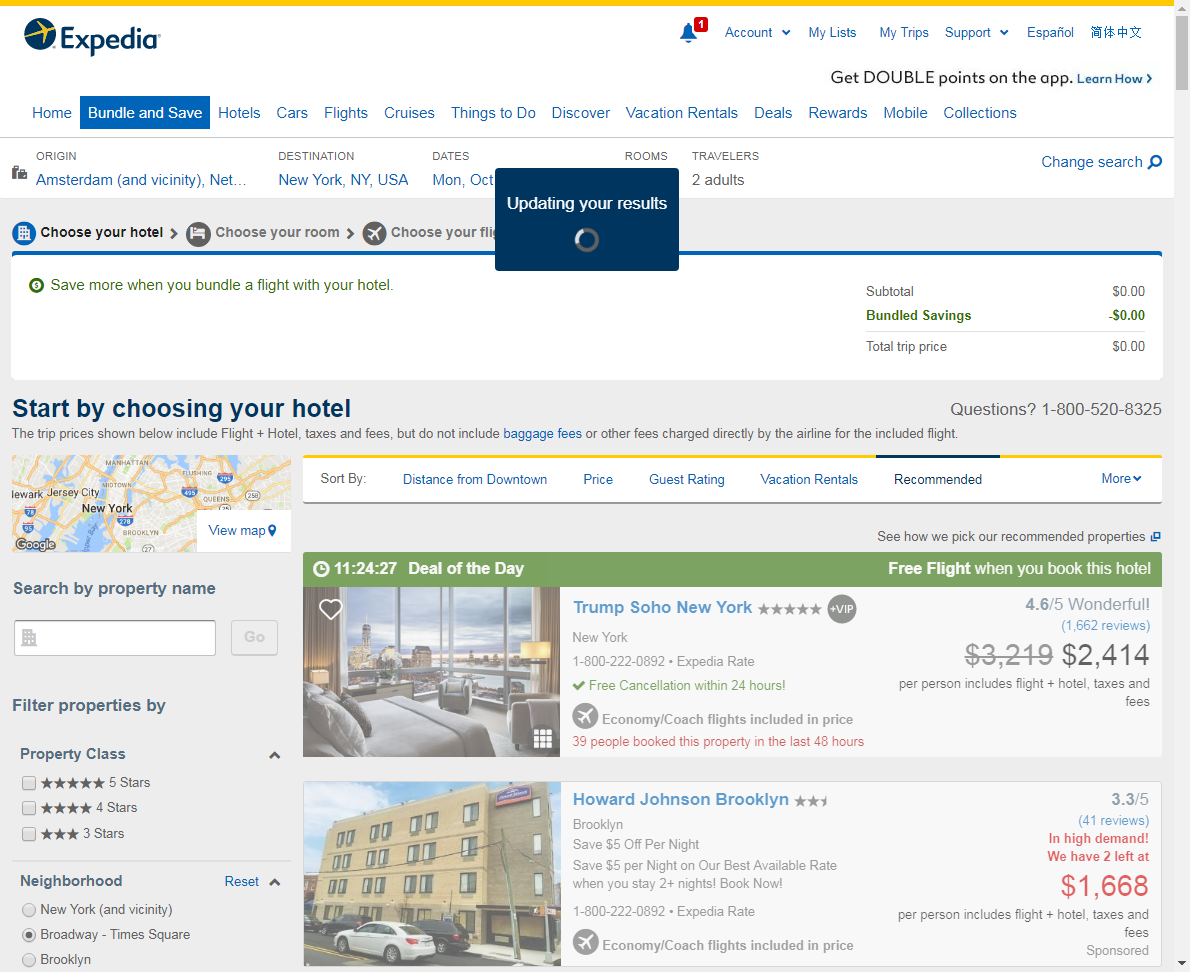 Expedia
1
Account
My Lists
My Trips
Support
Español
简体中文
Get DOUBLE points on the app. Learn How
Home
Bundle and Save
Hotels
Cars
Flights
Cruises
Things to Do
Discover
Vacation Rentals
Deals
Rewards
Mobile
Collections
ORIGIN
DESTINATION
DATES
ROOMS
TRAVELERS
Amsterdam (and vicinity), Net...
New York, NY, USA
Mon, Oct
2 adults
Change search
Updating your results
Choose your hotel
Choose your room
Choose your flig
Save more when you bundle a flight with your hotel.
Subtotal $0.00
Bundled Savings -$0.00
Total trip price $0.00
Start by choosing your hotel
Questions? 1-800-520-8325
The trip prices shown below include Flight + Hotel, taxes and fees, but do not include baggage fees or other fees charged directly by the airline for the included flight.
MANHATTAN
FLUSHING
295
lewark
Jersey City
MIDTOWN
495
QUEENS
258
New York
78
278
95
BROOKLYN
27
Google
View map
Sort By:
Distance from Downtown
Price
Guest Rating
Vacation Rentals
Recommended
More
See how we pick our recommended properties
Search by property name
Go
Filter properties by
Property Class
5 Stars
4 Stars
3 Stars
Neighborhood Reset
New York (and vicinity)
Broadway - Times Square
Brooklyn
11:24:27 Deal of the Day
Free Flight when you book this hotel
Trump Soho New York +VIP
New York
1-800-222-0892 • Expedia Rate
Free Cancellation within 24 hours!
Economy/Coach flights included in price
39 people booked this property in the last 48 hours
4.6/5 Wonderful!
(1,662 reviews)
$3,219 $2,414
per person includes flight + hotel, taxes and
fees
Howard Johnson Brooklyn
Brooklyn
Save $5 Off Per Night
Save $5 per Night on Our Best Available Rate
when you stay 2+ nights! Book Now!
1-800-222-0892 • Expedia Rate
Economy/Coach flights included in price
3.3/5
(41 reviews)
In high demand!
We have 2 left at
$1,668
per person includes flight + hotel, taxes and
fees
Sponsored